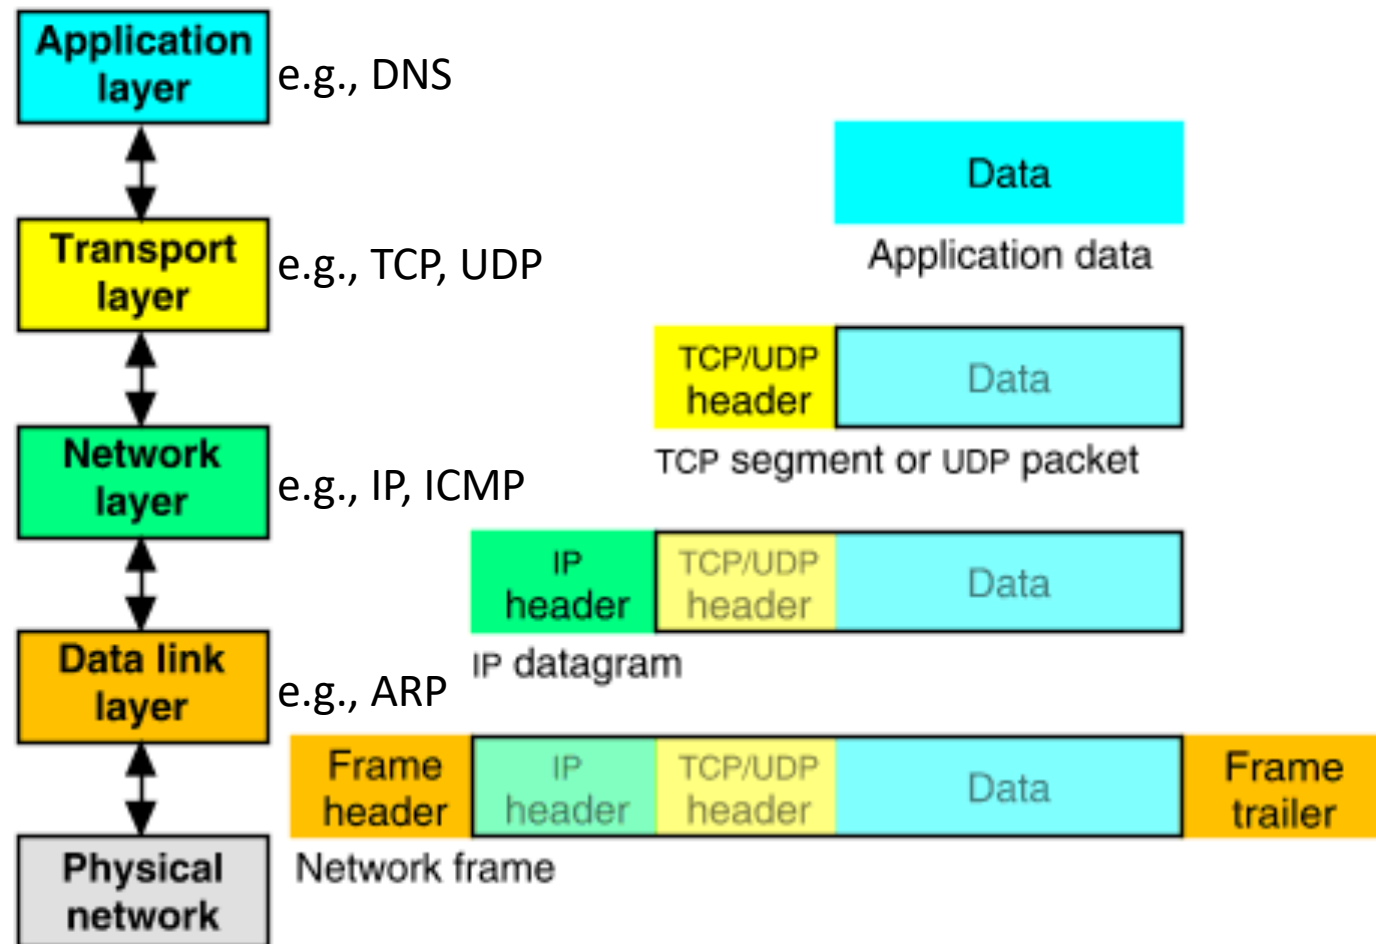 Application
layer
e.g., DNS
Data
Application data
Transport
layer
e.g., TCP, UDP
TCP/UDP
header
Data
TCP segment or UDP packet
Network
layer
e.g., IP, ICMP
IP
header
TCP/UDP
header
Data
IP datagram
Data link
layer
e.g., ARP
Frame
header
IP
header
TCP/UDP
header
Data
Frame
trailer
Network frame
Physical
network